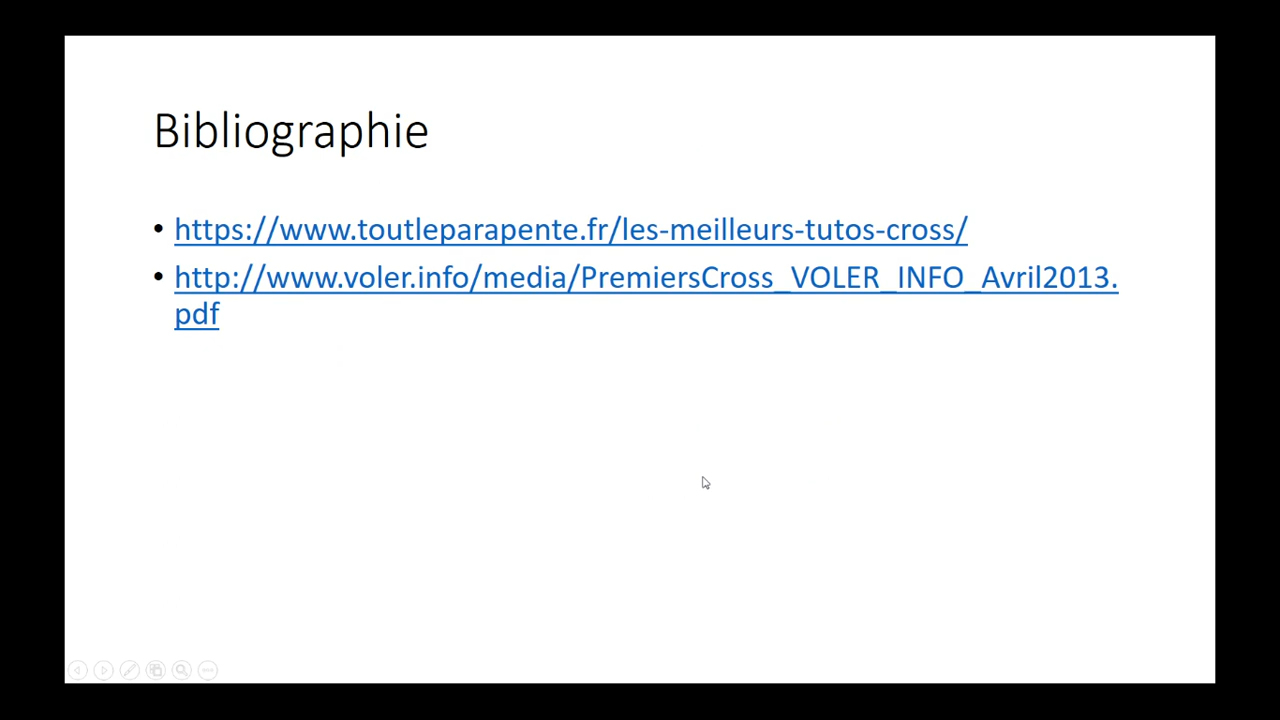 Bibliographie
• https://www.toutleparapente.fr/les-meilleurs-tutos-cross/
• http://www.voler.info/media/PremiersCross_VOLER_INFO_Avril2013.
pdf